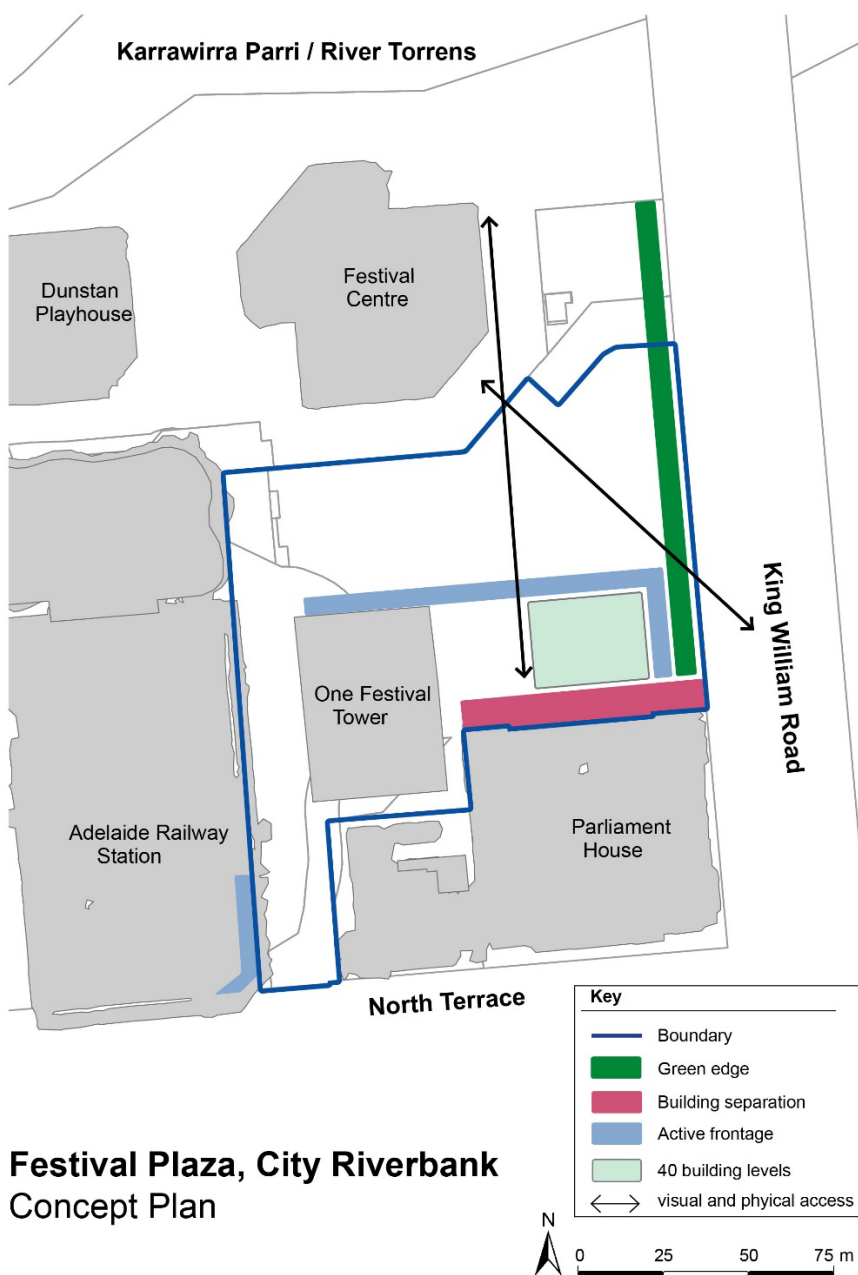 Karrawirra Parri / River Torrens
Dunstan
Playhouse
Festival
Centre
King William Road
One Festival
Tower
Adelaide Railway
Station
Parliament
House
North Terrace
Key
Boundary
Green edge
Building separation
Active frontage
40 building levels
visual and phyical access
Festival Plaza, City Riverbank
Concept Plan
N
0 25 50 75 m